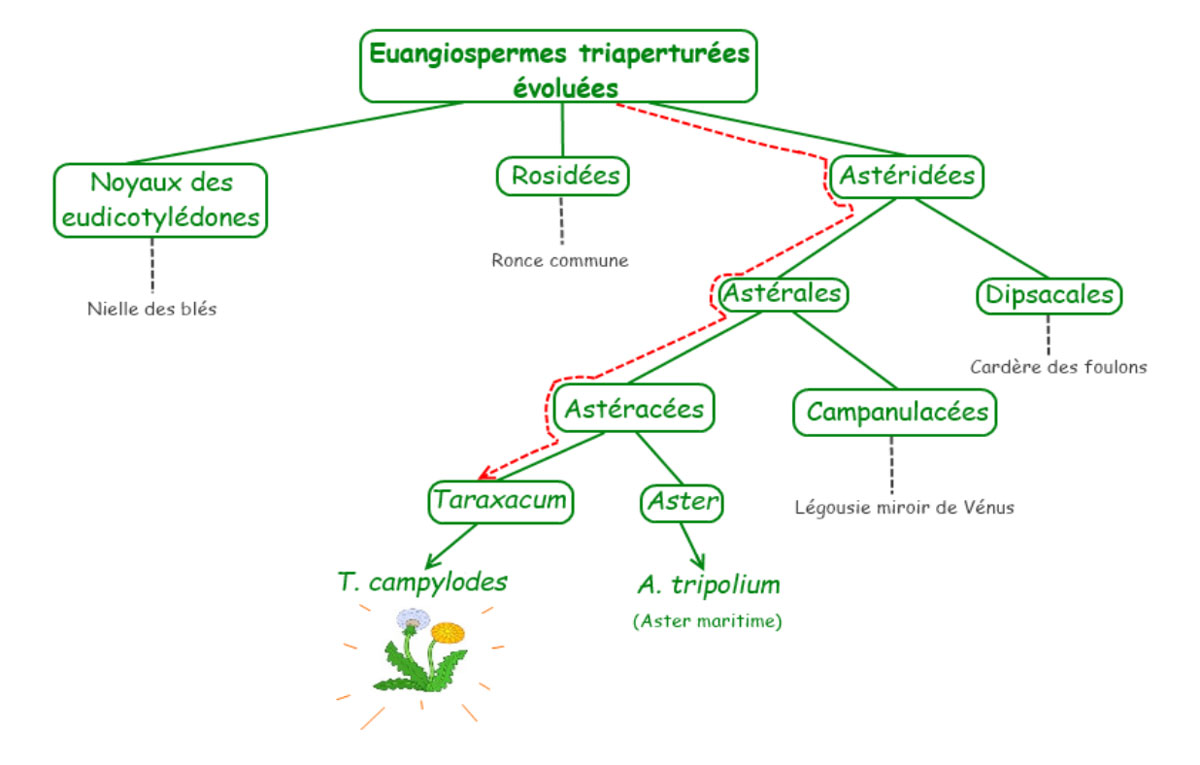 Euangiospermes triaperturées
évoluées
Noyaux des
eudicotylédones
Rosidées
Astéridées
Ronce commune
Nielle des blés
Astérales
Dipsacales
Cardère des foulons
Astéracées
Campanulacées
Taraxacum
Aster
Légousie miroir de Vénus
T. campylodes
A. tripolium
(Aster maritime)